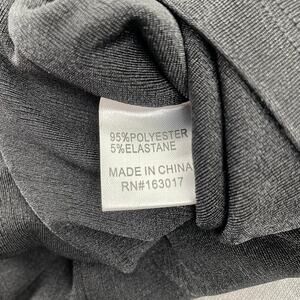 95%POLYESTER
5%ELASTANE
MADE IN CHINA
RN#163017